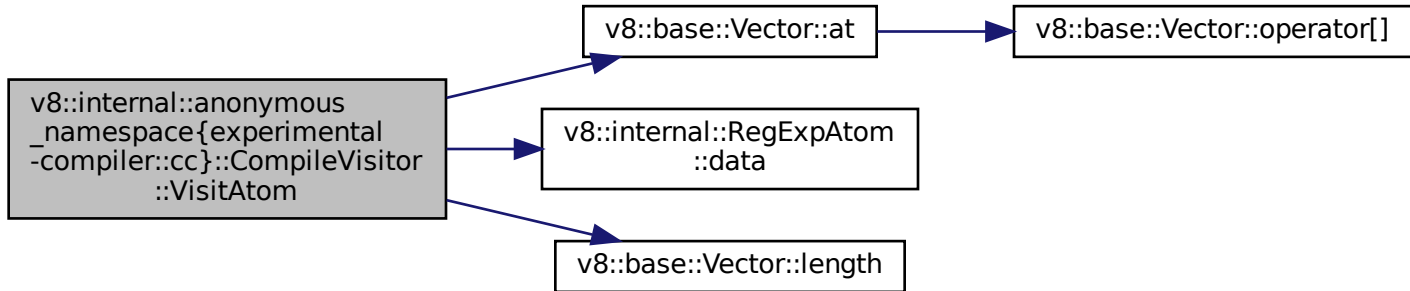 v8::internal::anonymous
_namespace{experimental
-compiler::cc}::CompileVisitor
::VisitAtom
v8::base::Vector::at
v8::base::Vector::operator[]
v8::internal::RegExpAtom
::data
v8::base::Vector::length